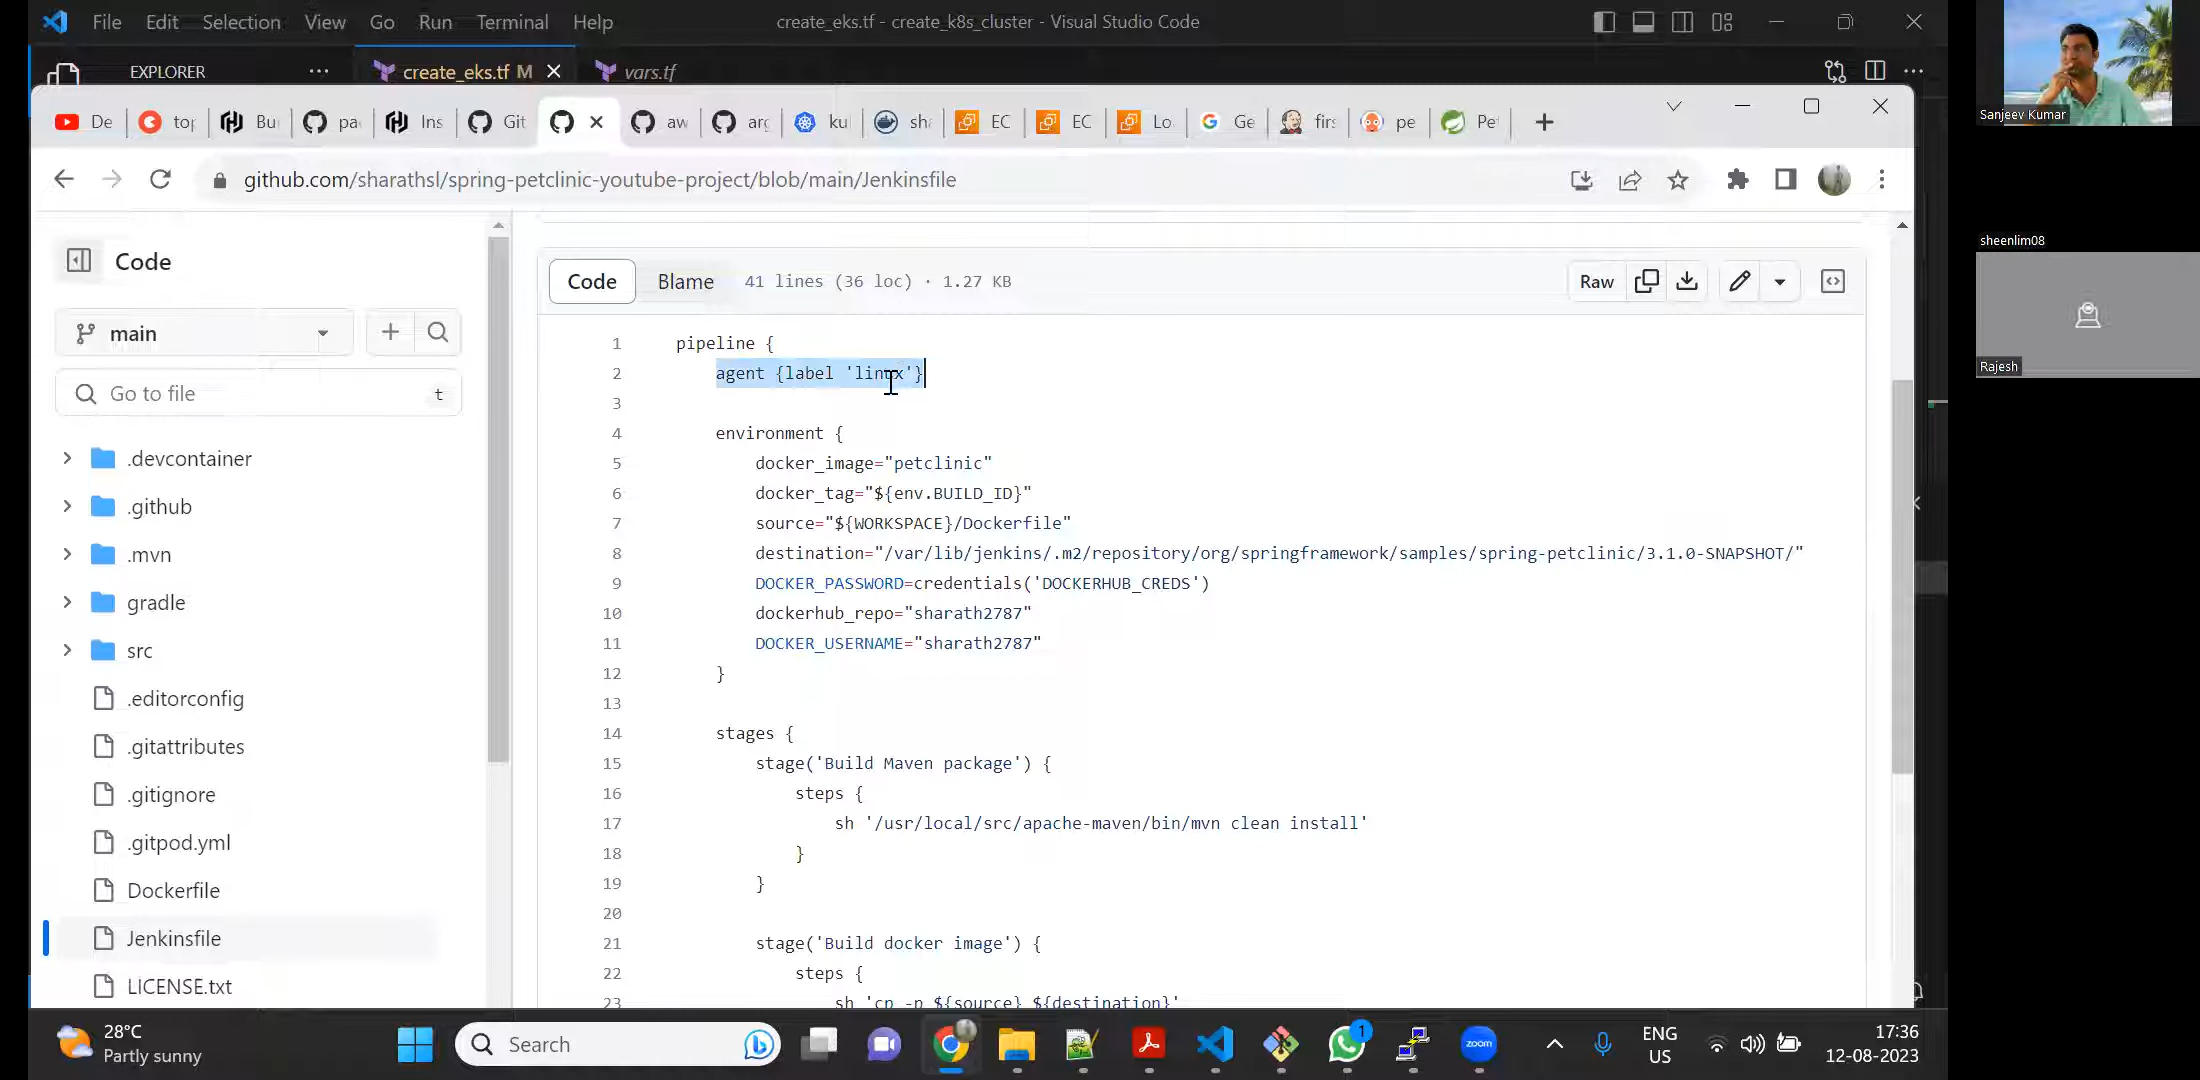 File Edit Selection View Go Run Terminal Help
create_eks.tf - create_k8s_cluster - Visual Studio Code
EXPLORER
create_eks.tf M
vars.tf
De
top
Bu
pa
Ins
Git
aw
arg
ku
sha
EC
EC
Lo
Ge
firs
pe
Pet
github.com/sharathsl/spring-petclinic-youtube-project/blob/main/Jenkinsfile
Code
main
Go to file
t
.devcontainer
.github
.mvn
gradle
src
.editorconfig
.gitattributes
.gitignore
.gitpod.yml
Dockerfile
Jenkinsfile
LICENSE.txt
Code Blame 41 lines (36 loc) · 1.27 KB
Raw
1 pipeline {
2 agent {label 'linux'}
3
4 environment {
5 docker_image="petclinic"
6 docker_tag="${env.BUILD_ID}"
7 source="${WORKSPACE}/Dockerfile"
8 destination="/var/lib/jenkins/.m2/repository/org/springframework/samples/spring-petclinic/3.1.0-SNAPSHOT/"
9 DOCKER_PASSWORD=credentials('DOCKERHUB_CREDS')
10 dockerhub_repo="sharath2787"
11 DOCKER_USERNAME="sharath2787"
12 }
13
14 stages {
15 stage('Build Maven package') {
16 steps {
17 sh '/usr/local/src/apache-maven/bin/mvn clean install'
18 }
19 }
20
21 stage('Build docker image') {
22 steps {
23 sh 'cp -p ${source} ${destination}'
28°C
Partly sunny
Search
zoom
1
ENG
US
17:36
12-08-2023
Sanjeev Kumar
sheenlim08
Rajesh